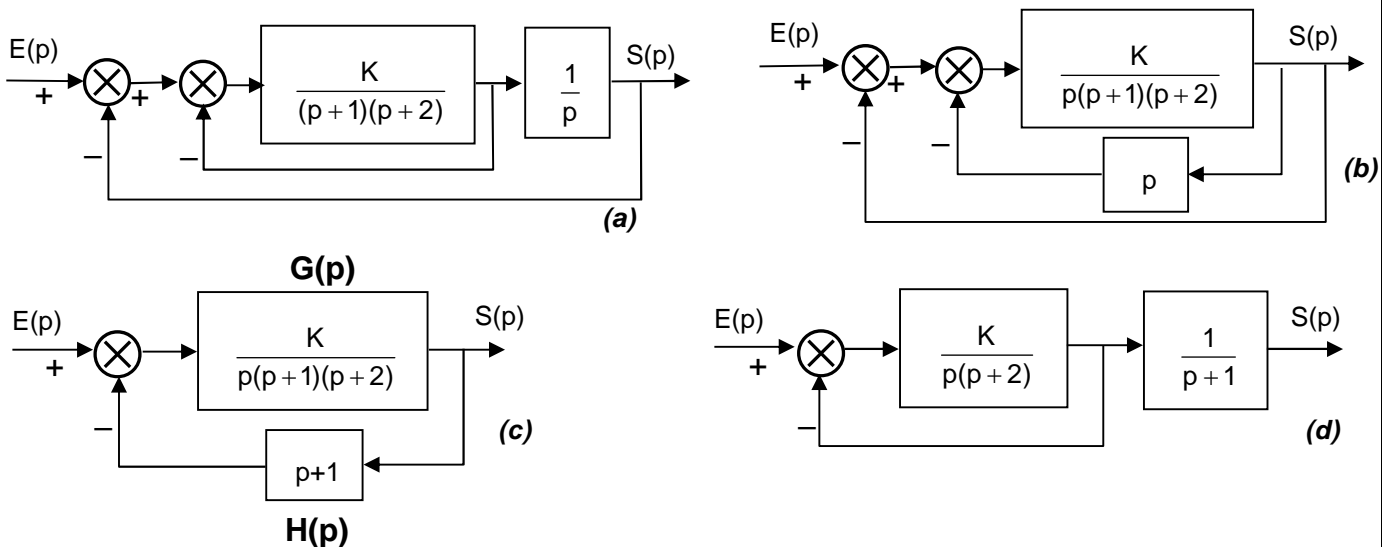 E(p)
+
+
−
−
K
(p + 1)(p + 2)
1
p
S(p)
(a)
E(p)
+
+
−
−
K
p(p + 1)(p + 2)
p
S(p)
(b)
G(p)
E(p)
+
−
K
p(p + 1)(p + 2)
S(p)
p+1
H(p)
(c)
E(p)
+
−
K
p(p + 2)
1
p + 1
S(p)
(d)